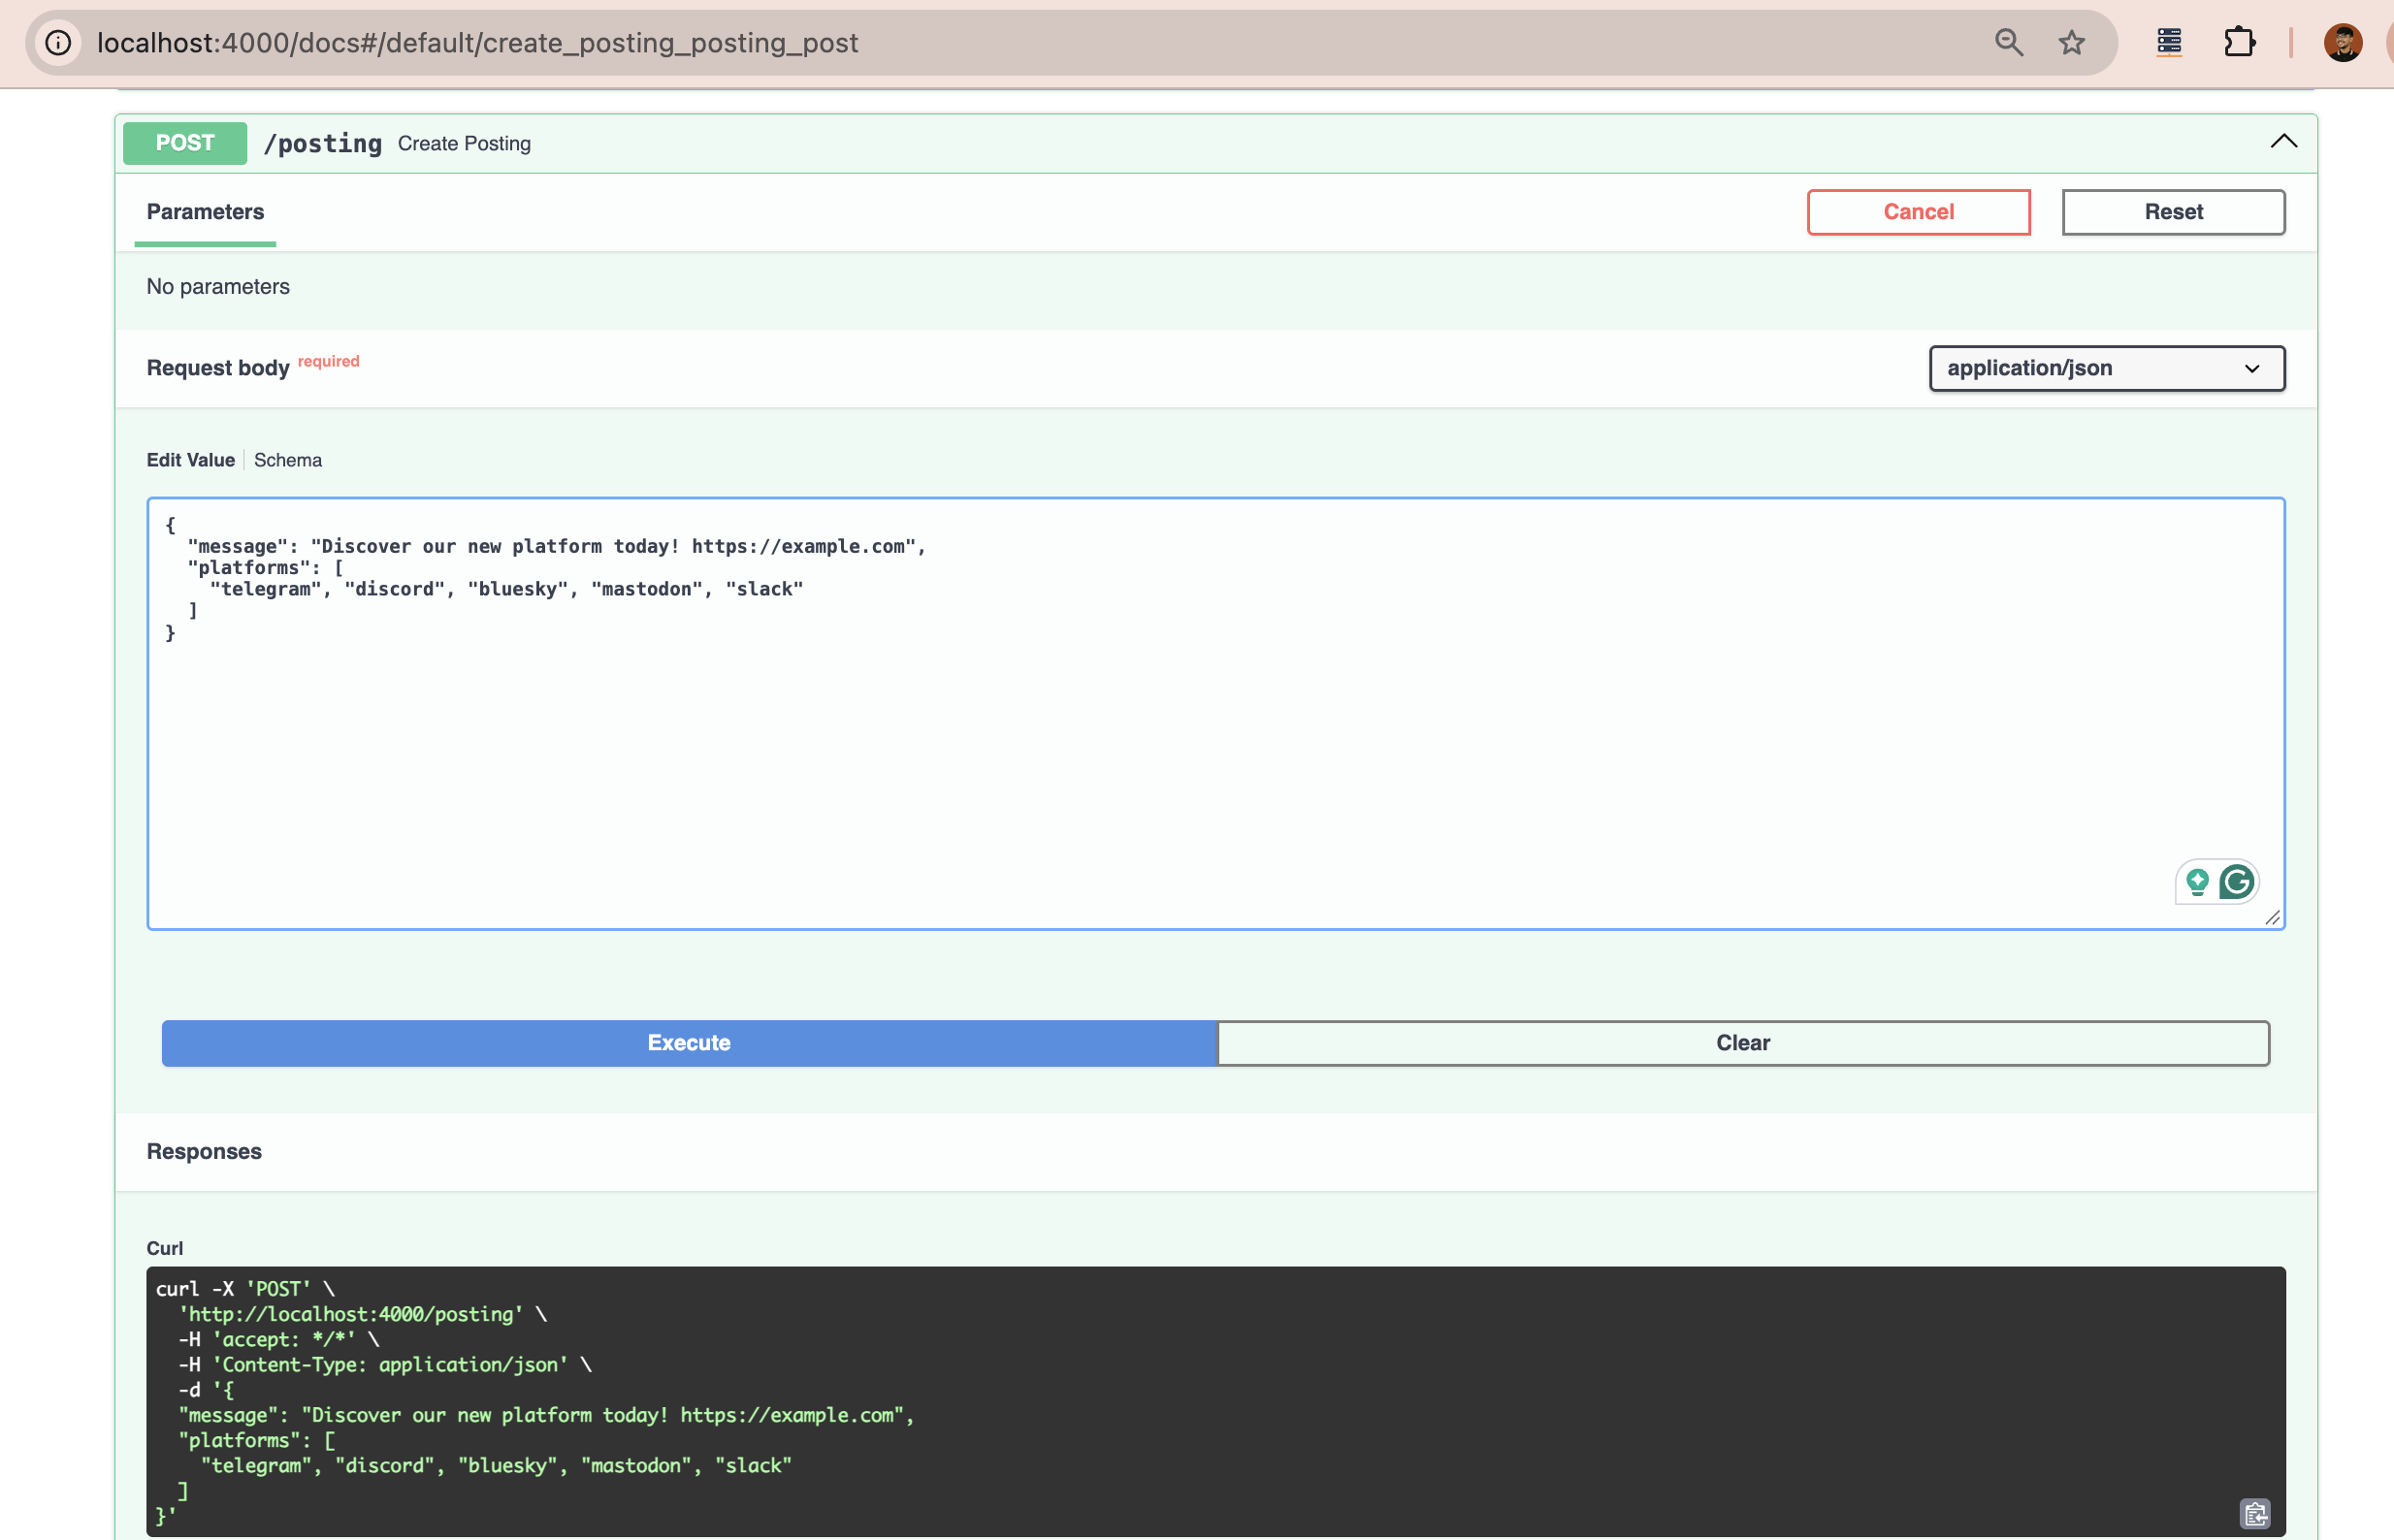 localhost:4000/docs#/default/create_posting_posting_post
POST /posting Create Posting
Parameters
Cancel
Reset
No parameters
Request body required
application/json
Edit Value Schema
{
  "message": "Discover our new platform today! https://example.com",
  "platforms": [
    "telegram", "discord", "bluesky", "mastodon", "slack"
  ]
}
Execute
Clear
Responses
Curl
curl -X 'POST' \
  'http://localhost:4000/posting' \
  -H 'accept: */*' \
  -H 'Content-Type: application/json' \
  -d '{
  "message": "Discover our new platform today! https://example.com",
  "platforms": [
    "telegram", "discord", "bluesky", "mastodon", "slack"
  ]
}'